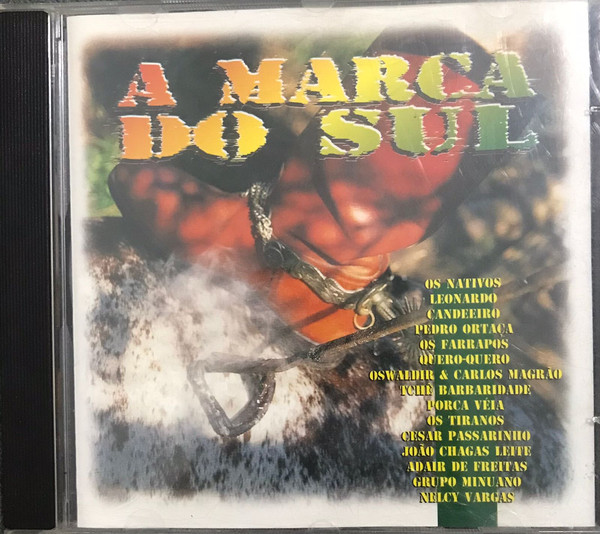 A MARCA
DO SUL
OS NATIVOS
LEONARDO
CANDEEIRO
PEDRO ORTAÇA
OS FARRAPOS
QUERO-QUERO
OSWALDIR & CARLOS MAGRÃO
TCHÊ BARBARIDADE
PORCA VÉIA
OS TIRANOS
CESAR PASSARINHO
JOÃO CHAGAS LEITE
ADAIR DE FREITAS
GRUPO MINUANO
NELCY VARGAS